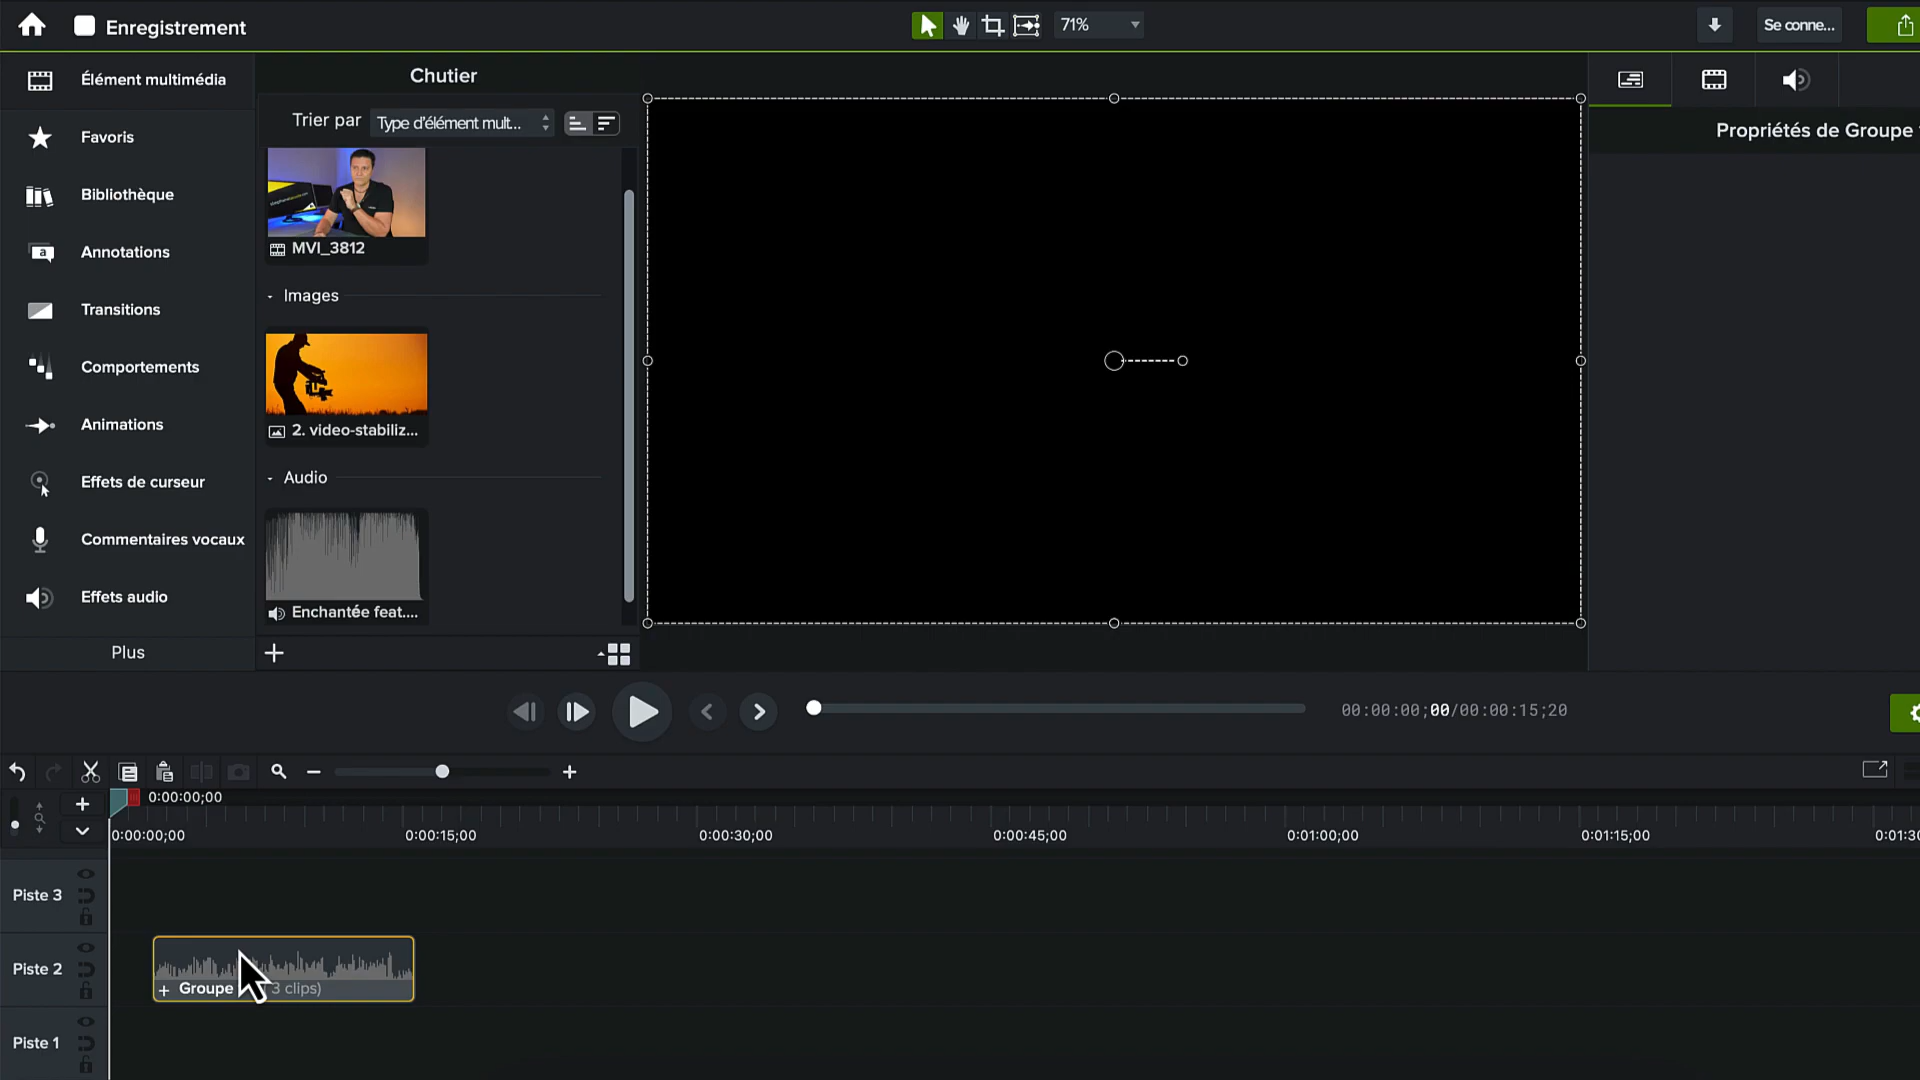 Enregistrement
71%
Se conne...
Élément multimédia
Favoris
Bibliothèque
Annotations
Transitions
Comportements
Animations
Effets de curseur
Commentaires vocaux
Effets audio
Plus
Chutier
Trier par
Type d'élément mult...
MVI_3812
Images
2. video-stabiliz...
Audio
Enchantée feat....
Propriétés de Groupe
00:00:00;00/00:00:15;20
0:00:00;00
0:00:00;00
0:00:15;00
0:00:30;00
0:00:45;00
0:01:00;00
0:01:15;00
0:01:30
Piste 3
Piste 2
+ Groupe 3 clips)
Piste 1